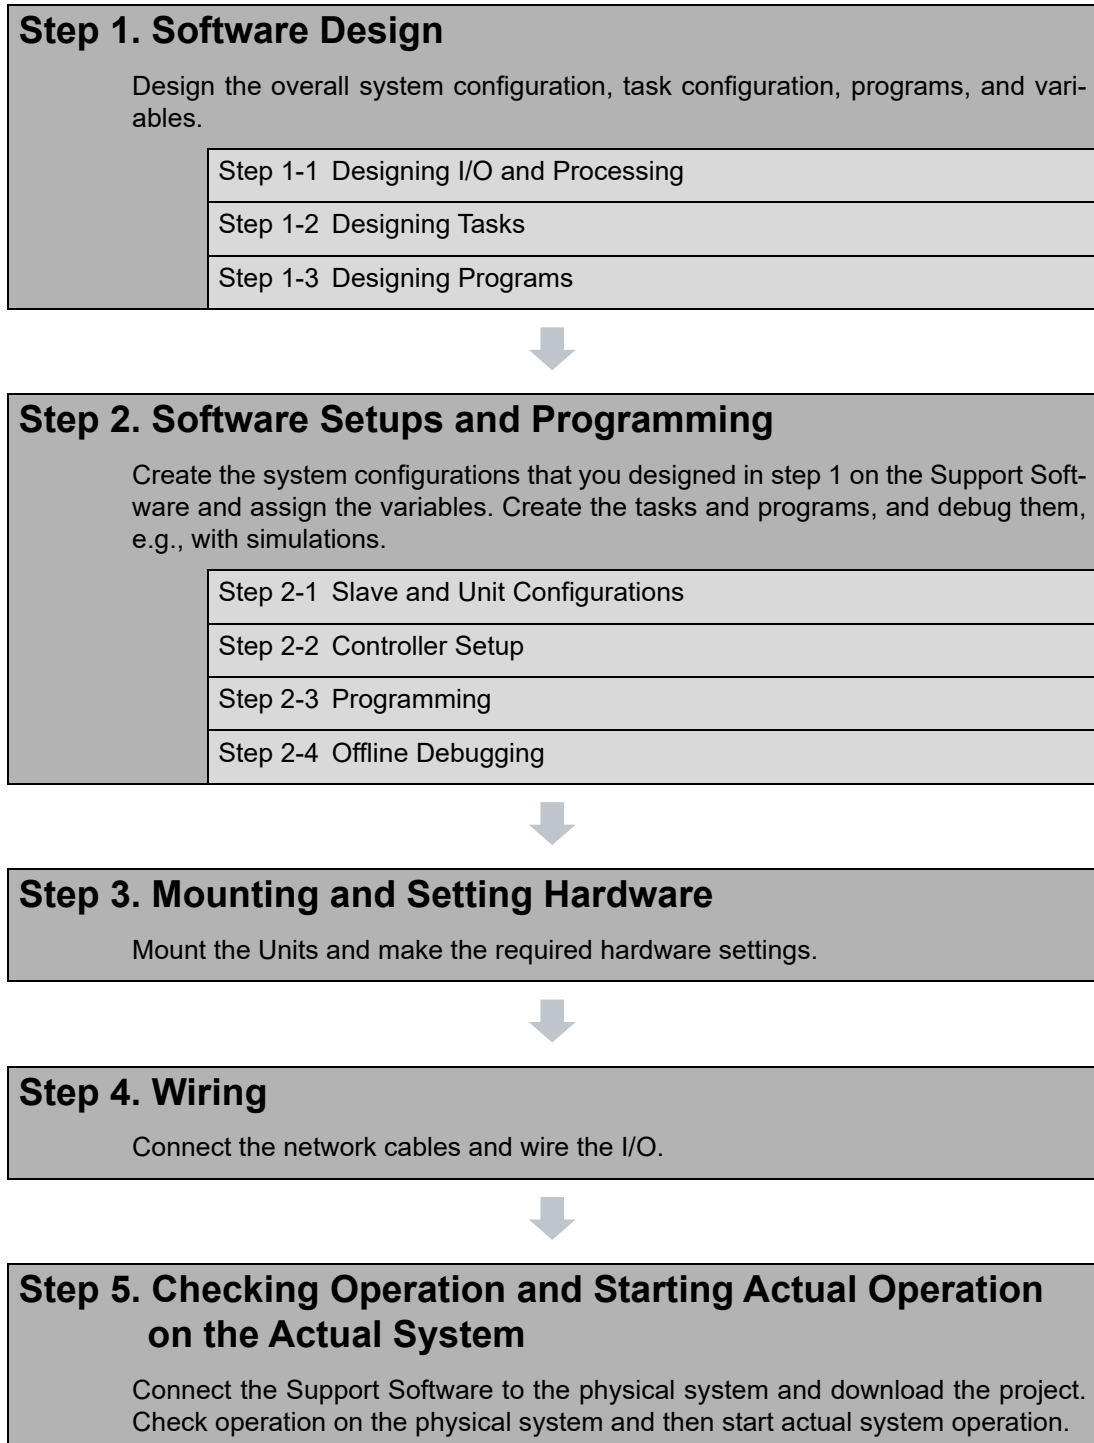 Step 1. Software Design
Design the overall system configuration, task configuration, programs, and vari-
ables.
Step 1-1 Designing I/O and Processing
Step 1-2 Designing Tasks
Step 1-3 Designing Programs
Step 2. Software Setups and Programming
Create the system configurations that you designed in step 1 on the Support Soft-
ware and assign the variables. Create the tasks and programs, and debug them,
e.g., with simulations.
Step 2-1 Slave and Unit Configurations
Step 2-2 Controller Setup
Step 2-3 Programming
Step 2-4 Offline Debugging
Step 3. Mounting and Setting Hardware
Mount the Units and make the required hardware settings.
Step 4. Wiring
Connect the network cables and wire the I/O.
Step 5. Checking Operation and Starting Actual Operation
on the Actual System
Connect the Support Software to the physical system and download the project.
Check operation on the physical system and then start actual system operation.